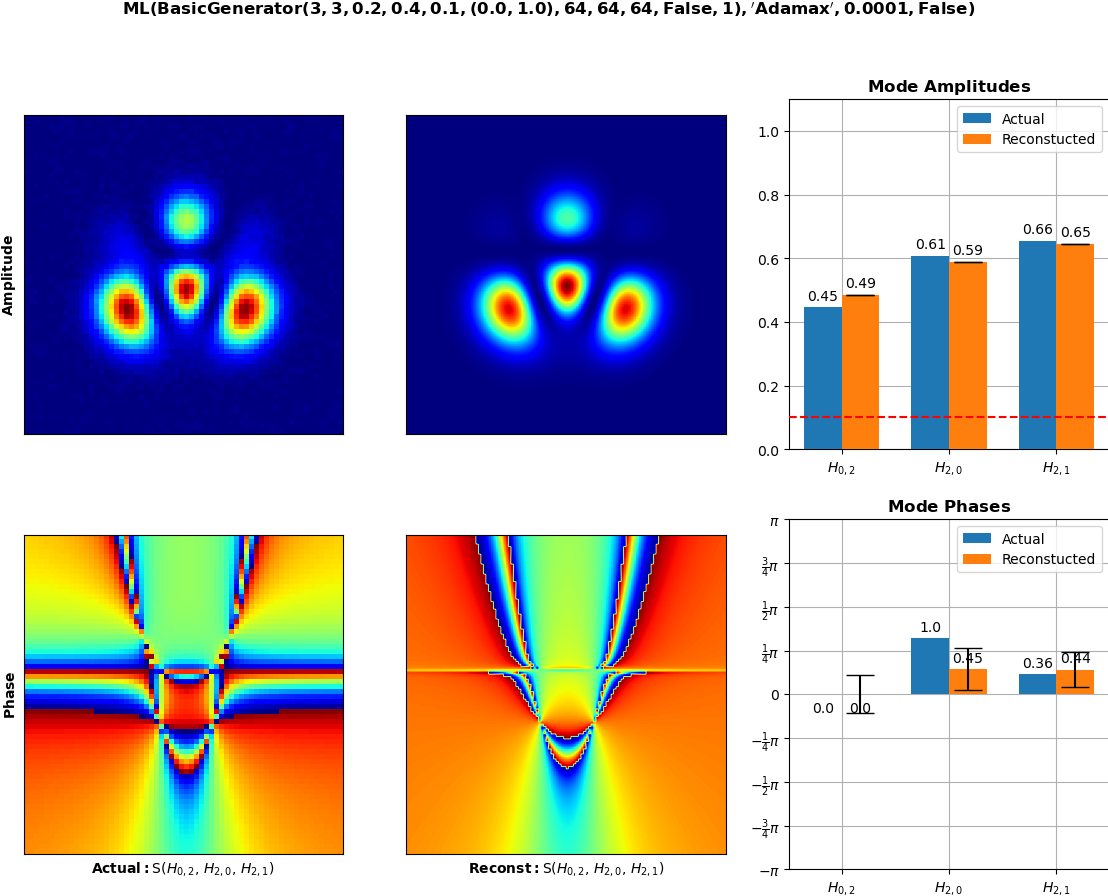 ML(BasicGenerator(3, 3, 0.2, 0.4, 0.1, (0.0, 1.0), 64, 64, 64, False, 1), 'Adamax', 0.0001, False)
Amplitude
Mode Amplitudes
Actual
Reconstucted
1.0
0.8
0.6
0.4
0.2
0.0
0.45
0.49
0.61
0.59
0.66
0.65
H0, 2
H2, 0
H2, 1
Phase
Actual: S(H0, 2, H2, 0, H2, 1)
Reconst: S(H0, 2, H2, 0, H2, 1)
Mode Phases
Actual
Reconstucted
π
3/4π
1/2π
1/4π
0
−1/4π
−1/2π
−3/4π
−π
0.0
0.0
1.0
0.45
0.36
0.44
H0, 2
H2, 0
H2, 1